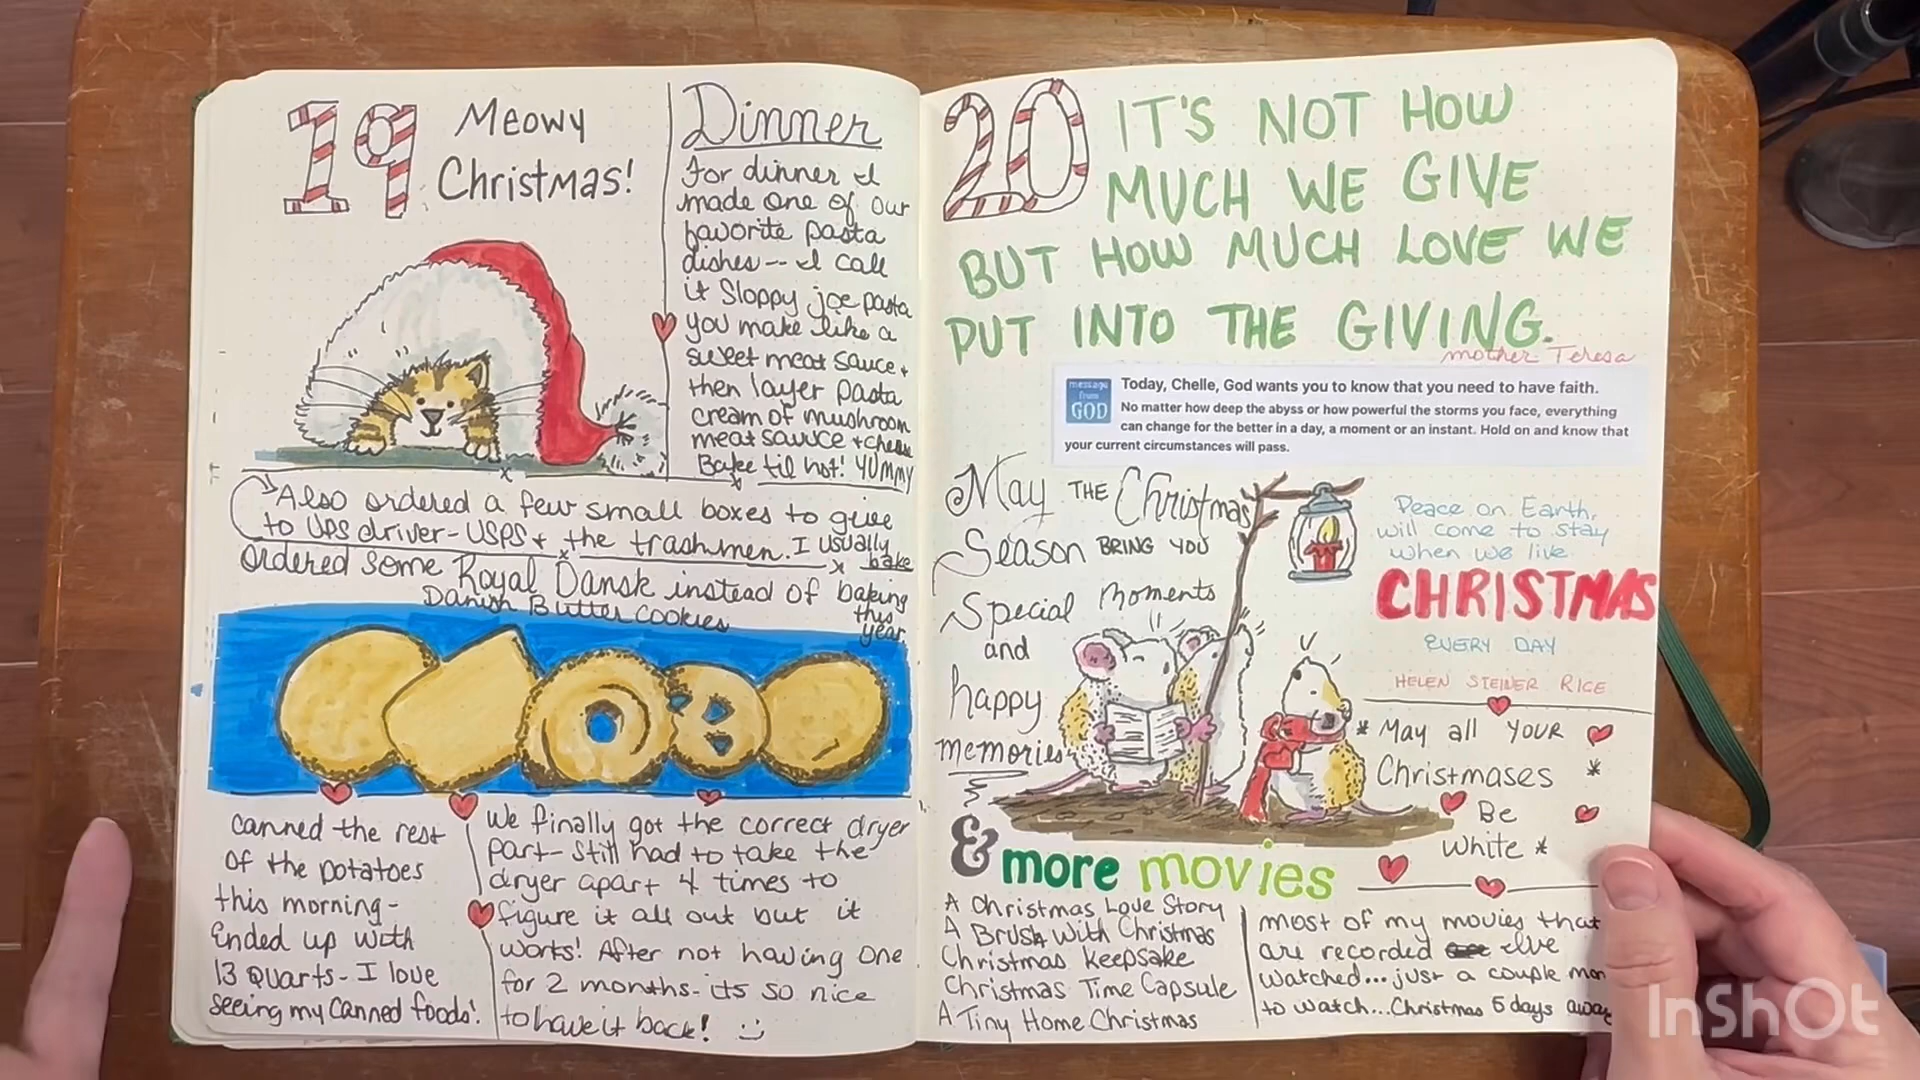 19
Meowy
Christmas!
Dinner
For dinner I
made one of our
favorite pasta
dishes -- I call
it Sloppy joe pasta
you make like a
sweet meat sauce +
then layer pasta
cream of mushroom
meat sauce + cheese
Bake til hot! YUMMY
Also ordered a few small boxes to give
to UPS driver - USPS + the trashmen. I usually
bake
Ordered some Royal Dansk instead of baking
Danish Butter Cookies
this
year
canned the rest
of the potatoes
this morning -
Ended up with
13 Quarts - I love
seeing my canned foods!
We finally got the correct dryer
part - still had to take the
dryer apart 4 times to
figure it all out but it
works! After not having one
for 2 months - its so nice
to have it back!
20
IT'S NOT HOW
MUCH WE GIVE
BUT HOW MUCH LOVE WE
PUT INTO THE GIVING.
mother Teresa
message
from
GOD
Today, Chelle, God wants you to know that you need to have faith.
No matter how deep the abyss or how powerful the storms you face, everything
can change for the better in a day, a moment or an instant. Hold on and know that
your current circumstances will pass.
May THE Christmas
Season BRING YOU
Special moments
and
happy
memories
Peace on Earth,
will come to stay
when we live
CHRISTMAS
EVERY DAY
HELEN STEINER RICE
* May all YOUR
Christmases *
Be
White *
& more movies
A Christmas Love Story
A Brush With Christmas
Christmas Keepsake
Christmas Time Capsule
A Tiny Home Christmas
most of my movies that
are recorded Ive
watched... just a couple more
to watch... Christmas 5 days away
InShOt